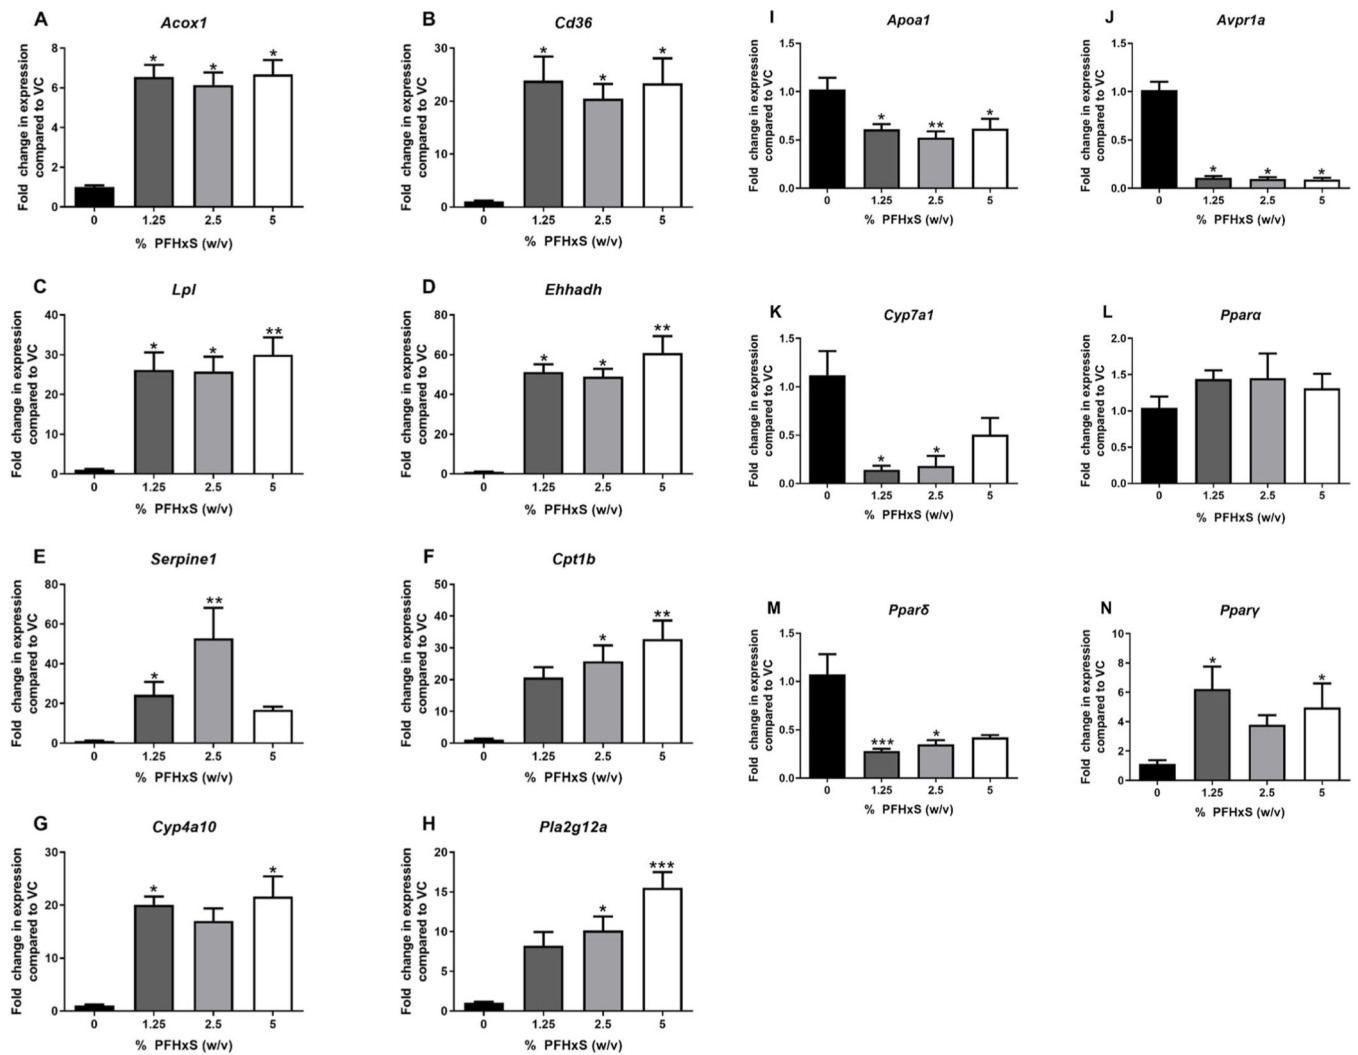 A
Acox1
Fold change in expression
compared to VC
8
6
4
2
0
*
*
*
0 1.25 2.5 5
% PFHxS (w/v)
B
Cd36
Fold change in expression
compared to VC
30
20
10
0
*
*
*
0 1.25 2.5 5
% PFHxS (w/v)
C
Lpl
Fold change in expression
compared to VC
40
30
20
10
0
*
*
**
0 1.25 2.5 5
% PFHxS (w/v)
D
Ehhadh
Fold change in expression
compared to VC
80
60
40
20
0
*
*
**
0 1.25 2.5 5
% PFHxS (w/v)
E
Serpine1
Fold change in expression
compared to VC
80
60
40
20
0
*
**
0 1.25 2.5 5
% PFHxS (w/v)
F
Cpt1b
Fold change in expression
compared to VC
50
40
30
20
10
0
*
**
0 1.25 2.5 5
% PFHxS (w/v)
G
Cyp4a10
Fold change in expression
compared to VC
30
20
10
0
*
*
0 1.25 2.5 5
% PFHxS (w/v)
H
Pla2g12a
Fold change in expression
compared to VC
20
15
10
5
0
*
***
0 1.25 2.5 5
% PFHxS (w/v)
I
Apoa1
Fold change in expression
compared to VC
1.5
1.0
0.5
0.0
*
**
*
0 1.25 2.5 5
% PFHxS (w/v)
J
Avpr1a
Fold change in expression
compared to VC
1.5
1.0
0.5
0.0
*
*
*
0 1.25 2.5 5
% PFHxS (w/v)
K
Cyp7a1
Fold change in expression
compared to VC
1.5
1.0
0.5
0.0
*
*
0 1.25 2.5 5
% PFHxS (w/v)
L
Pparα
Fold change in expression
compared to VC
2.0
1.5
1.0
0.5
0.0
0 1.25 2.5 5
% PFHxS (w/v)
M
Pparδ
Fold change in expression
compared to VC
1.5
1.0
0.5
0.0
***
*
0 1.25 2.5 5
% PFHxS (w/v)
N
Pparγ
Fold change in expression
compared to VC
10
8
6
4
2
0
*
*
0 1.25 2.5 5
% PFHxS (w/v)